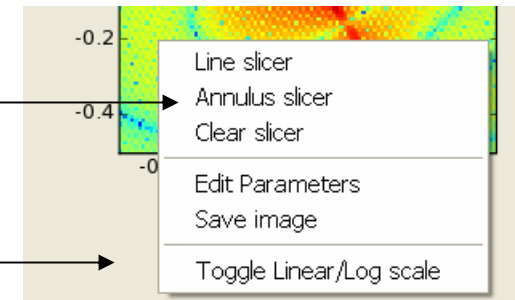 -0.2
Line slicer
Annulus slicer
-0.4
Clear slicer
-0
Edit Parameters
Save image
Toggle Linear/Log scale